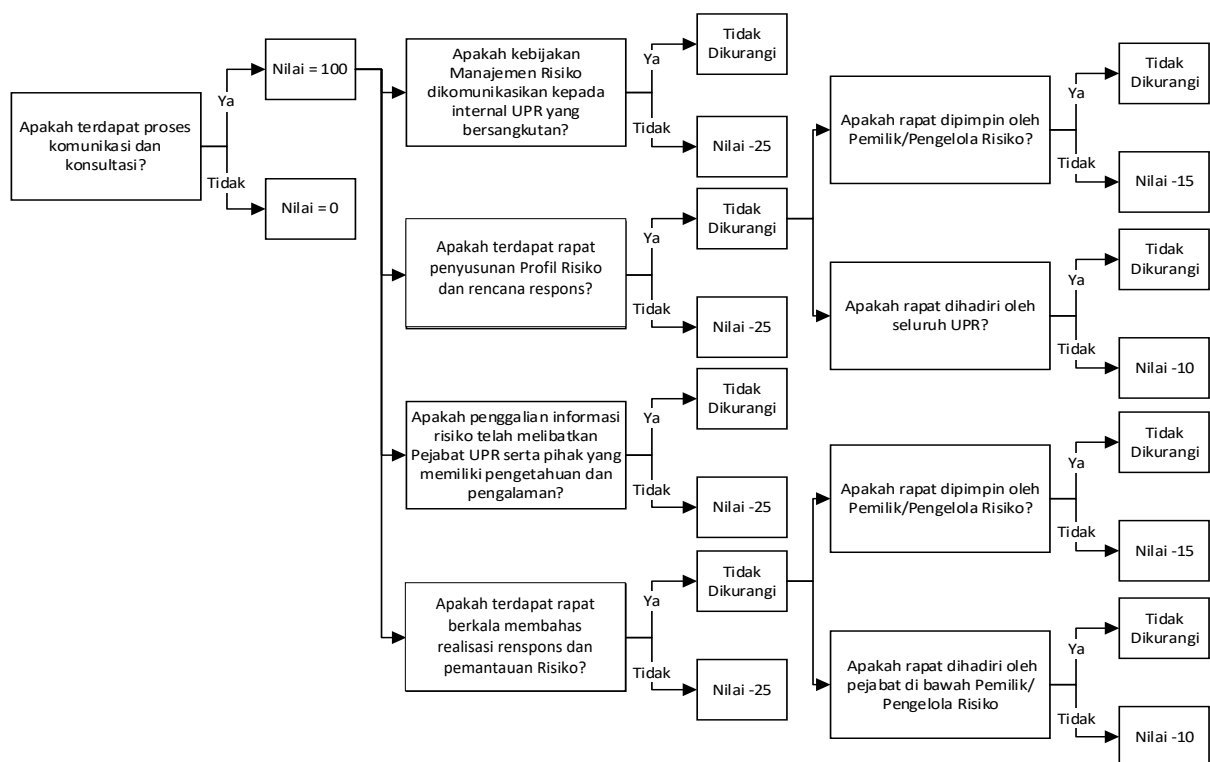 Apakah terdapat proses
komunikasi dan
konsultasi?
Ya
Tidak
Nilai = 100
Nilai = 0
Apakah kebijakan
Manajemen Risiko
dikomunikasikan kepada
internal UPR yang
bersangkutan?
Ya
Tidak
Tidak
Dikurangi
Nilai -25
Apakah terdapat rapat
penyusunan Profil Risiko
dan rencana respons?
Ya
Tidak
Tidak
Dikurangi
Nilai -25
Apakah rapat dipimpin oleh
Pemilik/Pengelola Risiko?
Ya
Tidak
Tidak
Dikurangi
Nilai -15
Apakah rapat dihadiri oleh
seluruh UPR?
Ya
Tidak
Tidak
Dikurangi
Nilai -10
Apakah penggalian informasi
risiko telah melibatkan
Pejabat UPR serta pihak yang
memiliki pengetahuan dan
pengalaman?
Ya
Tidak
Tidak
Dikurangi
Nilai -25
Apakah terdapat rapat
berkala membahas
realisasi renspons dan
pemantauan Risiko?
Ya
Tidak
Tidak
Dikurangi
Nilai -25
Apakah rapat dipimpin oleh
Pemilik/Pengelola Risiko?
Ya
Tidak
Tidak
Dikurangi
Nilai -15
Apakah rapat dihadiri oleh
pejabat di bawah Pemilik/
Pengelola Risiko
Ya
Tidak
Tidak
Dikurangi
Nilai -10